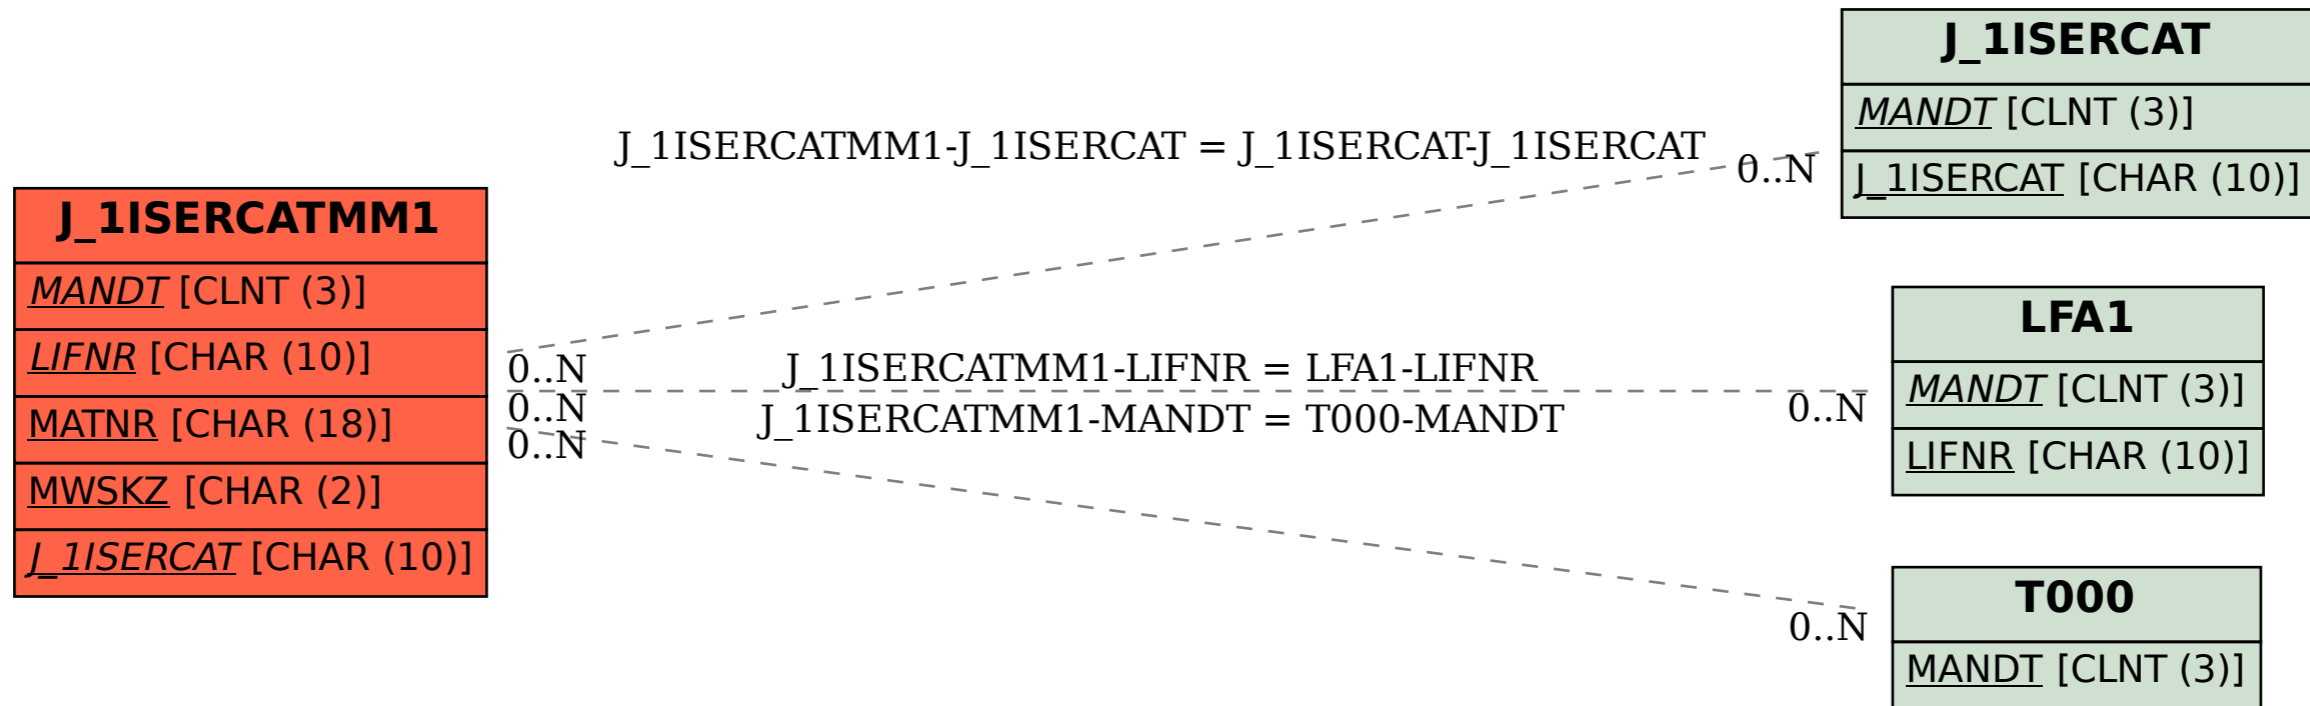 J_1ISERCATMM1
MANDT [CLNT (3)]
LIFNR [CHAR (10)]
MATNR [CHAR (18)]
MWSKZ [CHAR (2)]
J_1ISERCAT [CHAR (10)]
J_1ISERCATMM1-J_1ISERCAT = J_1ISERCAT-J_1ISERCAT
0..N
0..N
J_1ISERCATMM1-LIFNR = LFA1-LIFNR
0..N
0..N
J_1ISERCATMM1-MANDT = T000-MANDT
0..N
0..N
J_1ISERCAT
MANDT [CLNT (3)]
J_1ISERCAT [CHAR (10)]
LFA1
MANDT [CLNT (3)]
LIFNR [CHAR (10)]
T000
MANDT [CLNT (3)]